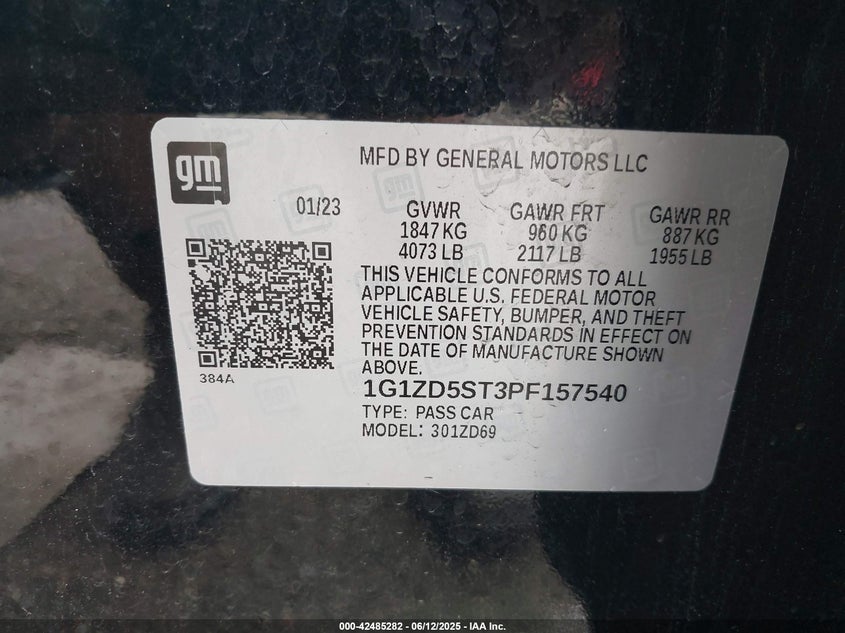 gm
MFD BY GENERAL MOTORS LLC
01/23
GVWR GAWR FRT GAWR RR
1847 KG 960 KG 887 KG
4073 LB 2117 LB 1955 LB
THIS VEHICLE CONFORMS TO ALL
APPLICABLE U.S. FEDERAL MOTOR
VEHICLE SAFETY, BUMPER, AND THEFT
PREVENTION STANDARDS IN EFFECT ON
THE DATE OF MANUFACTURE SHOWN
ABOVE.
384A
1G1ZD5ST3PF157540
TYPE: PASS CAR
MODEL: 301ZD69
000-42485282 - 06/12/2025 - IAA Inc.